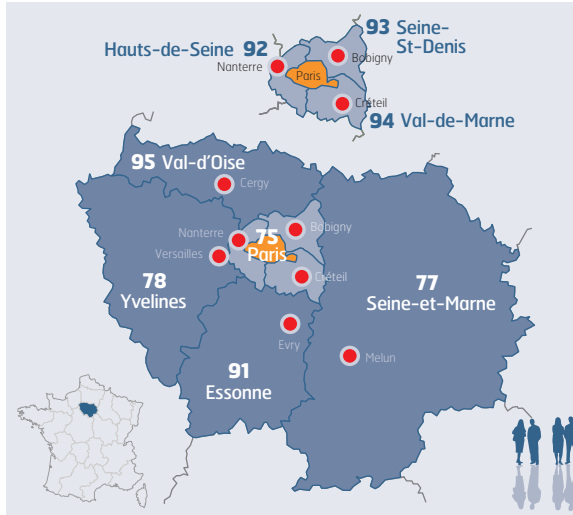 Hauts-de-Seine 92
93 Seine-
St-Denis
Nanterre
Bobigny
Paris
Créteil
94 Val-de-Marne
95 Val-d'Oise
Cergy
Nanterre
Bobigny
75
Paris
Versailles
Créteil
78
Yvelines
77
Seine-et-Marne
Evry
Melun
91
Essonne